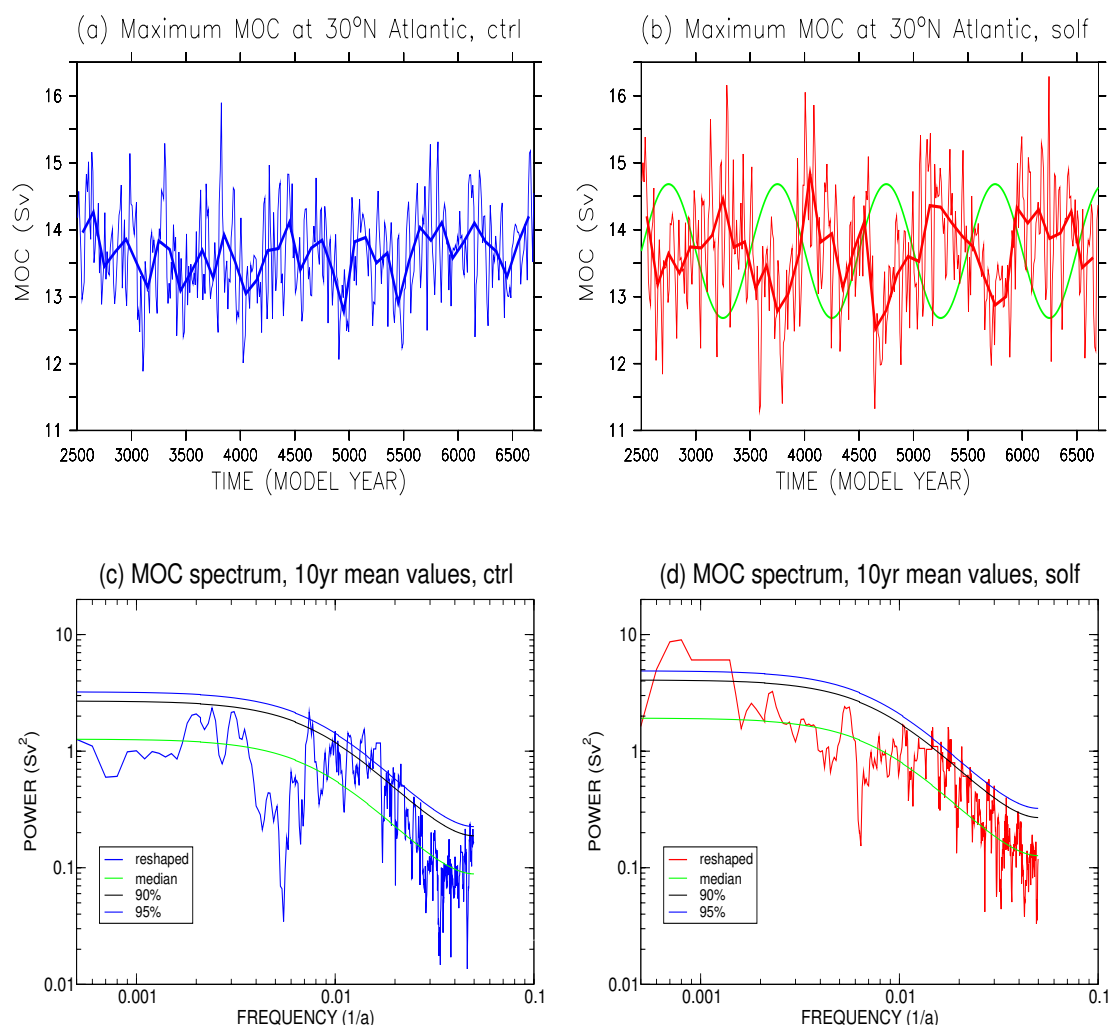 (a) Maximum MOC at 30°N Atlantic, ctrl
MOC (Sv)
16
15
14
13
12
11
2500 3000 3500 4000 4500 5000 5500 6000 6500
TIME (MODEL YEAR)
(b) Maximum MOC at 30°N Atlantic, solf
MOC (Sv)
16
15
14
13
12
11
2500 3000 3500 4000 4500 5000 5500 6000 6500
TIME (MODEL YEAR)
(c) MOC spectrum, 10yr mean values, ctrl
POWER (Sv²)
10
1
0.1
0.01
reshaped
median
90%
95%
0.001 0.01 0.1
FREQUENCY (1/a)
(d) MOC spectrum, 10yr mean values, solf
POWER (Sv²)
10
1
0.1
0.01
reshaped
median
90%
95%
0.001 0.01 0.1
FREQUENCY (1/a)